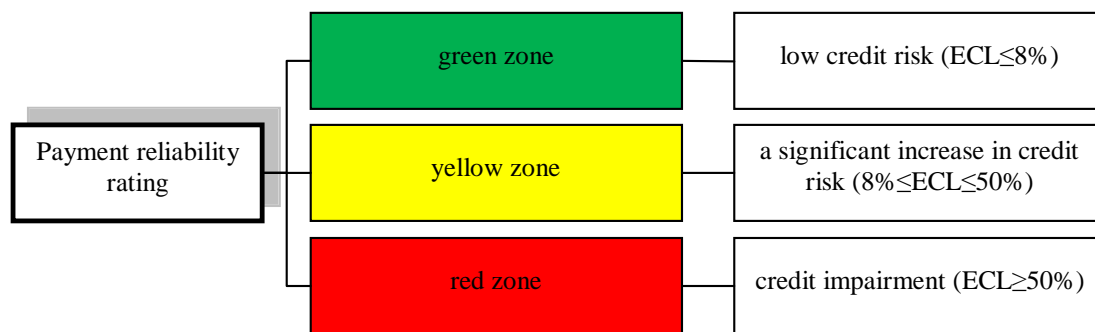 Payment reliability
rating
green zone
low credit risk (ECL≤8%)
yellow zone
a significant increase in credit
risk (8%≤ECL≤50%)
red zone
credit impairment (ECL≥50%)